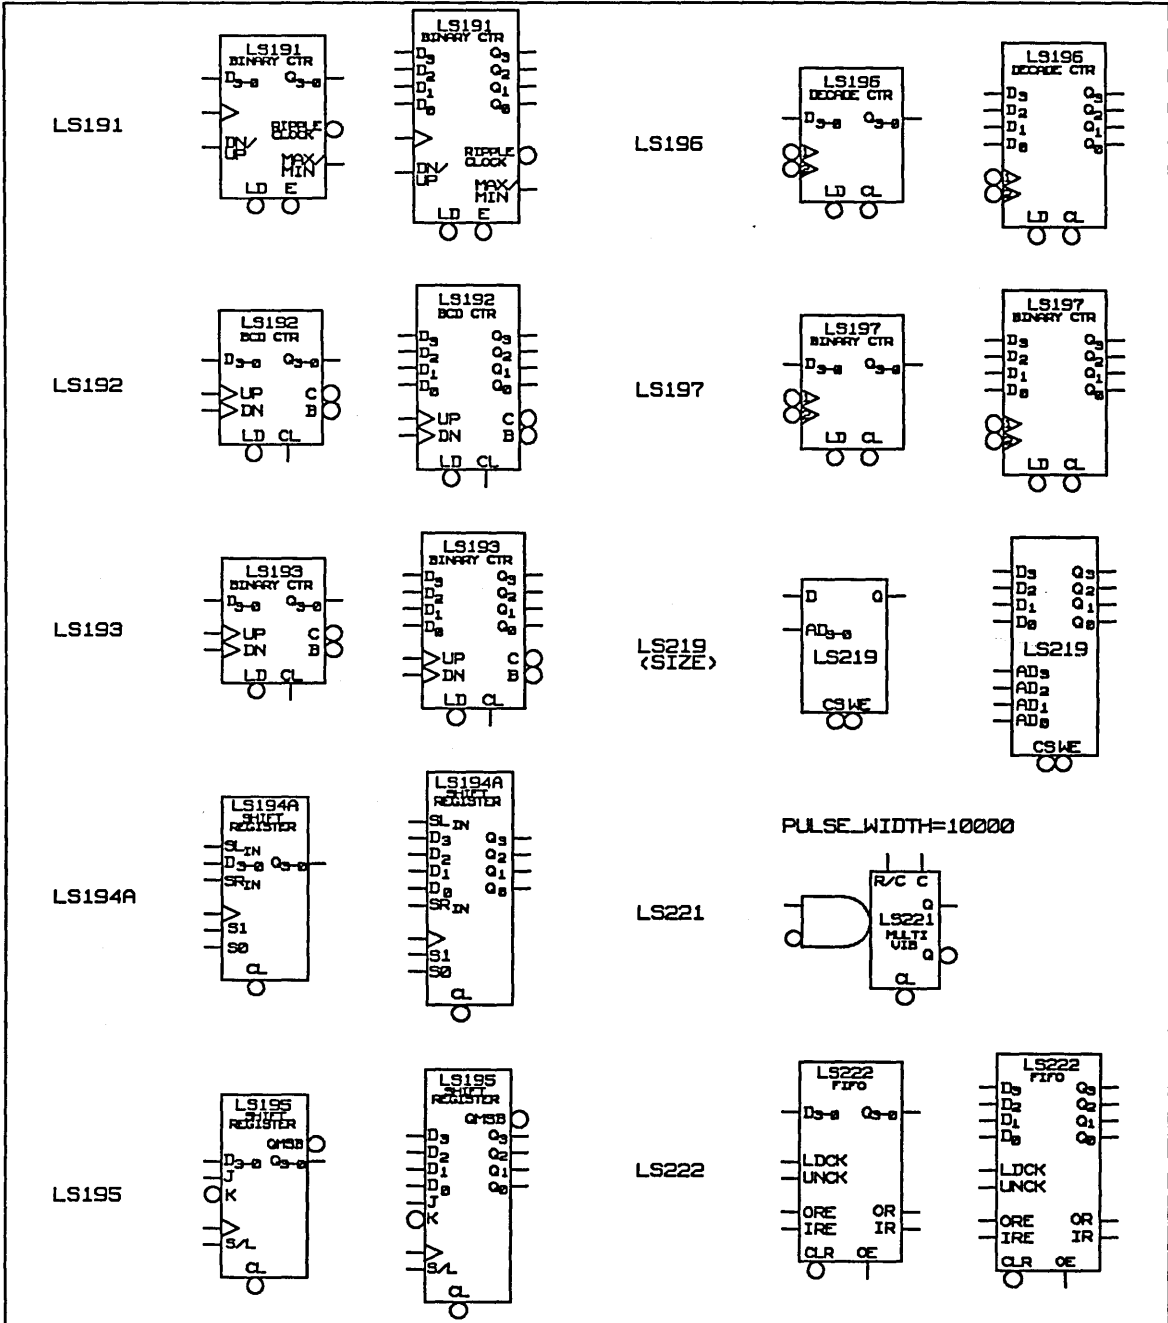 LS191
LS191
BINARY CTR
D3-0 Q3-0
DN/
UP
RIPPLE
CLOCK
MAX/
MIN
LD E
LS191
BINARY CTR
D3 Q3
D2 Q2
D1 Q1
D0 Q0
DN/
UP
RIPPLE
CLOCK
MAX/
MIN
LD E
LS192
LS192
BCD CTR
D3-0 Q3-0
UP C
DN B
LD CL
LS192
BCD CTR
D3 Q3
D2 Q2
D1 Q1
D0 Q0
UP C
DN B
LD CL
LS193
LS193
BINARY CTR
D3-0 Q3-0
UP C
DN B
LD CL
LS193
BINARY CTR
D3 Q3
D2 Q2
D1 Q1
D0 Q0
UP C
DN B
LD CL
LS194A
LS194A
SHIFT
REGISTER
SLIN
D3-0 Q3-0
SRIN
S1
S0
CL
LS194A
SHIFT
REGISTER
SLIN
D3 Q3
D2 Q2
D1 Q1
D0 Q0
SRIN
S1
S0
CL
LS195
LS195
SHIFT
REGISTER
QMSB
D3-0 Q3-0
J
K
S/L
CL
LS195
SHIFT
REGISTER
QMSB
D3 Q3
D2 Q2
D1 Q1
D0 Q0
J
K
S/L
CL
LS196
LS196
DECADE CTR
D3-0 Q3-0
1
2
LD CL
LS196
DECADE CTR
D3 Q3
D2 Q2
D1 Q1
D0 Q0
1
2
LD CL
LS197
LS197
BINARY CTR
D3-0 Q3-0
1
2
LD CL
LS197
BINARY CTR
D3 Q3
D2 Q2
D1 Q1
D0 Q0
1
2
LD CL
LS219
(SIZE)
D Q
AD3-0
LS219
CS WE
D3 Q3
D2 Q2
D1 Q1
D0 Q0
LS219
AD3
AD2
AD1
AD0
CS WE
LS221
PULSE_WIDTH=10000
R/C C
Q
LS221
MULTI
VIB
Q
CL
LS222
LS222
FIFO
D3-0 Q3-0
LDCK
UNCK
ORE OR
IRE IR
CLR OE
LS222
FIFO
D3 Q3
D2 Q2
D1 Q1
D0 Q0
LDCK
UNCK
ORE OR
IRE IR
CLR OE